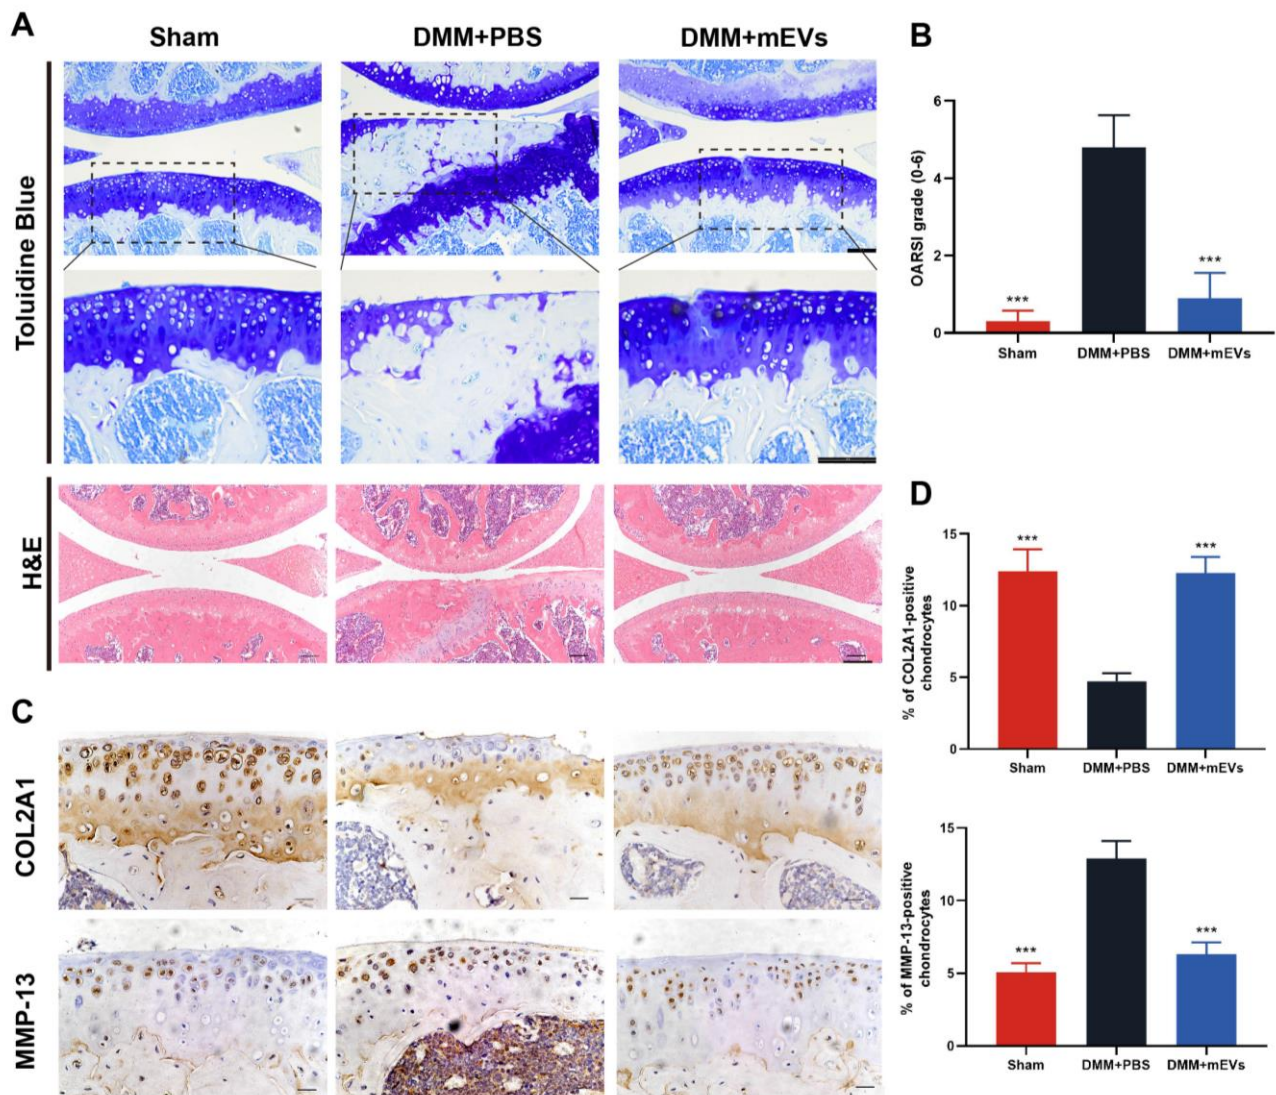 A
Sham
DMM+PBS
DMM+mEVs
Toluidine Blue
H&E
B
OARSI grade (0-6)
6
4
2
0
***
***
Sham
DMM+PBS
DMM+mEVs
C
COL2A1
MMP-13
D
% of COL2A1-positive
chondrocytes
15
10
5
0
***
***
Sham
DMM+PBS
DMM+mEVs
% of MMP-13-positive
chondrocytes
15
10
5
0
***
***
Sham
DMM+PBS
DMM+mEVs